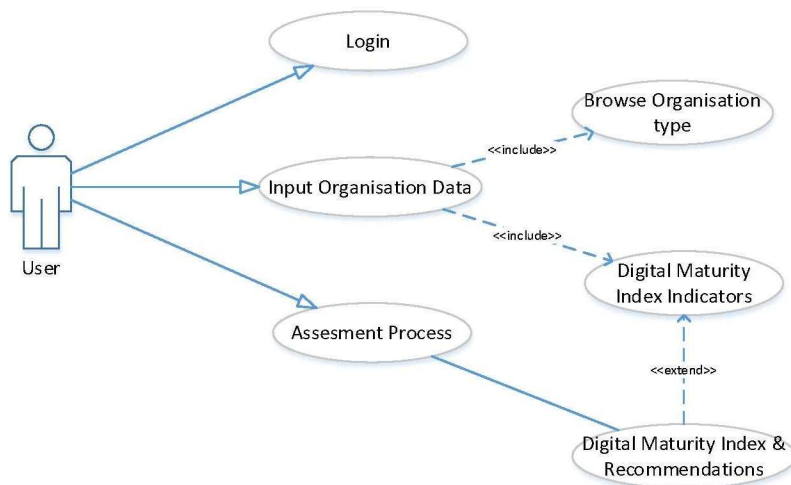 Login
Browse Organisation
type
<<include>>
Input Organisation Data
<<include>>
User
Digital Maturity
Index Indicators
Assesment Process
<<extend>>
Digital Maturity Index &
Recommendations